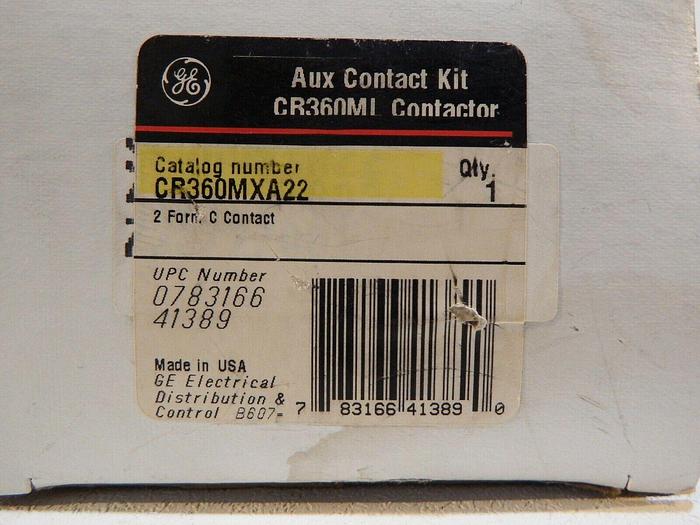 GE
Aux Contact Kit
CR360ML Contactor
Catalog number Qty.
CR360MXA22 1
2 Form C Contact
UPC Number
0783166
41389
Made in USA
GE Electrical
Distribution &
Control B607-
7 83166 41389 0